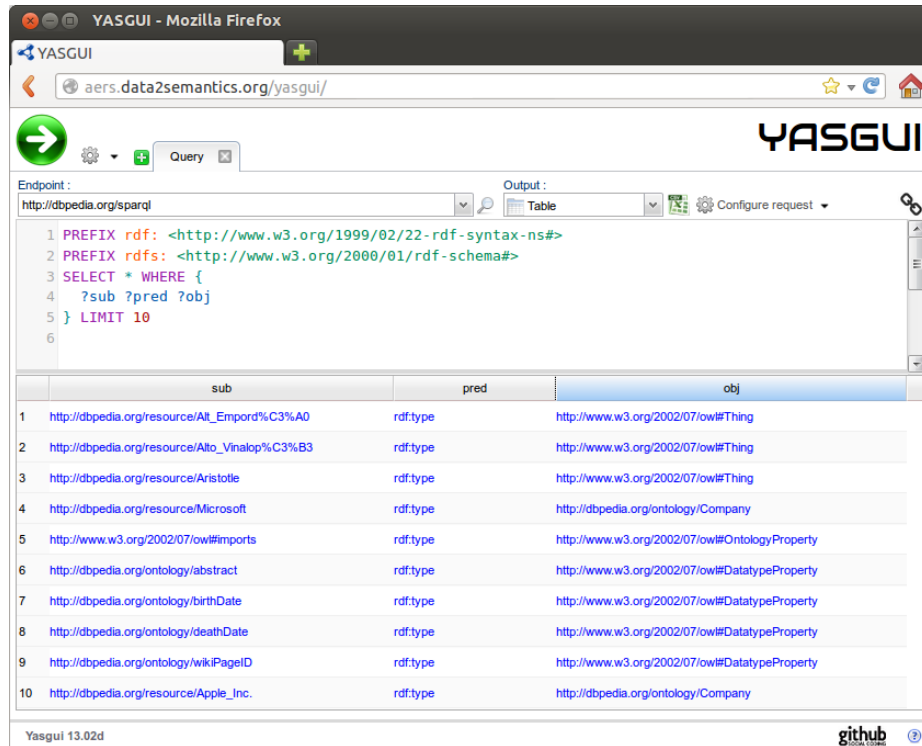 YASGUI - Mozilla Firefox
YASGUI
aers.data2semantics.org/yasgui/
YASGUI
Query
Endpoint :
Output :
http://dbpedia.org/sparql
Table
Configure request
1 PREFIX rdf: <http://www.w3.org/1999/02/22-rdf-syntax-ns#>
2 PREFIX rdfs: <http://www.w3.org/2000/01/rdf-schema#>
3 SELECT * WHERE {
4 ?sub ?pred ?obj
5 } LIMIT 10
6
sub pred obj
1 http://dbpedia.org/resource/Alt_Empord%C3%A0 rdf:type http://www.w3.org/2002/07/owl#Thing
2 http://dbpedia.org/resource/Alto_Vinalop%C3%B3 rdf:type http://www.w3.org/2002/07/owl#Thing
3 http://dbpedia.org/resource/Aristotle rdf:type http://www.w3.org/2002/07/owl#Thing
4 http://dbpedia.org/resource/Microsoft rdf:type http://dbpedia.org/ontology/Company
5 http://www.w3.org/2002/07/owl#imports rdf:type http://www.w3.org/2002/07/owl#OntologyProperty
6 http://dbpedia.org/ontology/abstract rdf:type http://www.w3.org/2002/07/owl#DatatypeProperty
7 http://dbpedia.org/ontology/birthDate rdf:type http://www.w3.org/2002/07/owl#DatatypeProperty
8 http://dbpedia.org/ontology/deathDate rdf:type http://www.w3.org/2002/07/owl#DatatypeProperty
9 http://dbpedia.org/ontology/wikiPageID rdf:type http://www.w3.org/2002/07/owl#DatatypeProperty
10 http://dbpedia.org/resource/Apple_Inc. rdf:type http://dbpedia.org/ontology/Company
Yasgui 13.02d
github
SOCIAL CODING
?